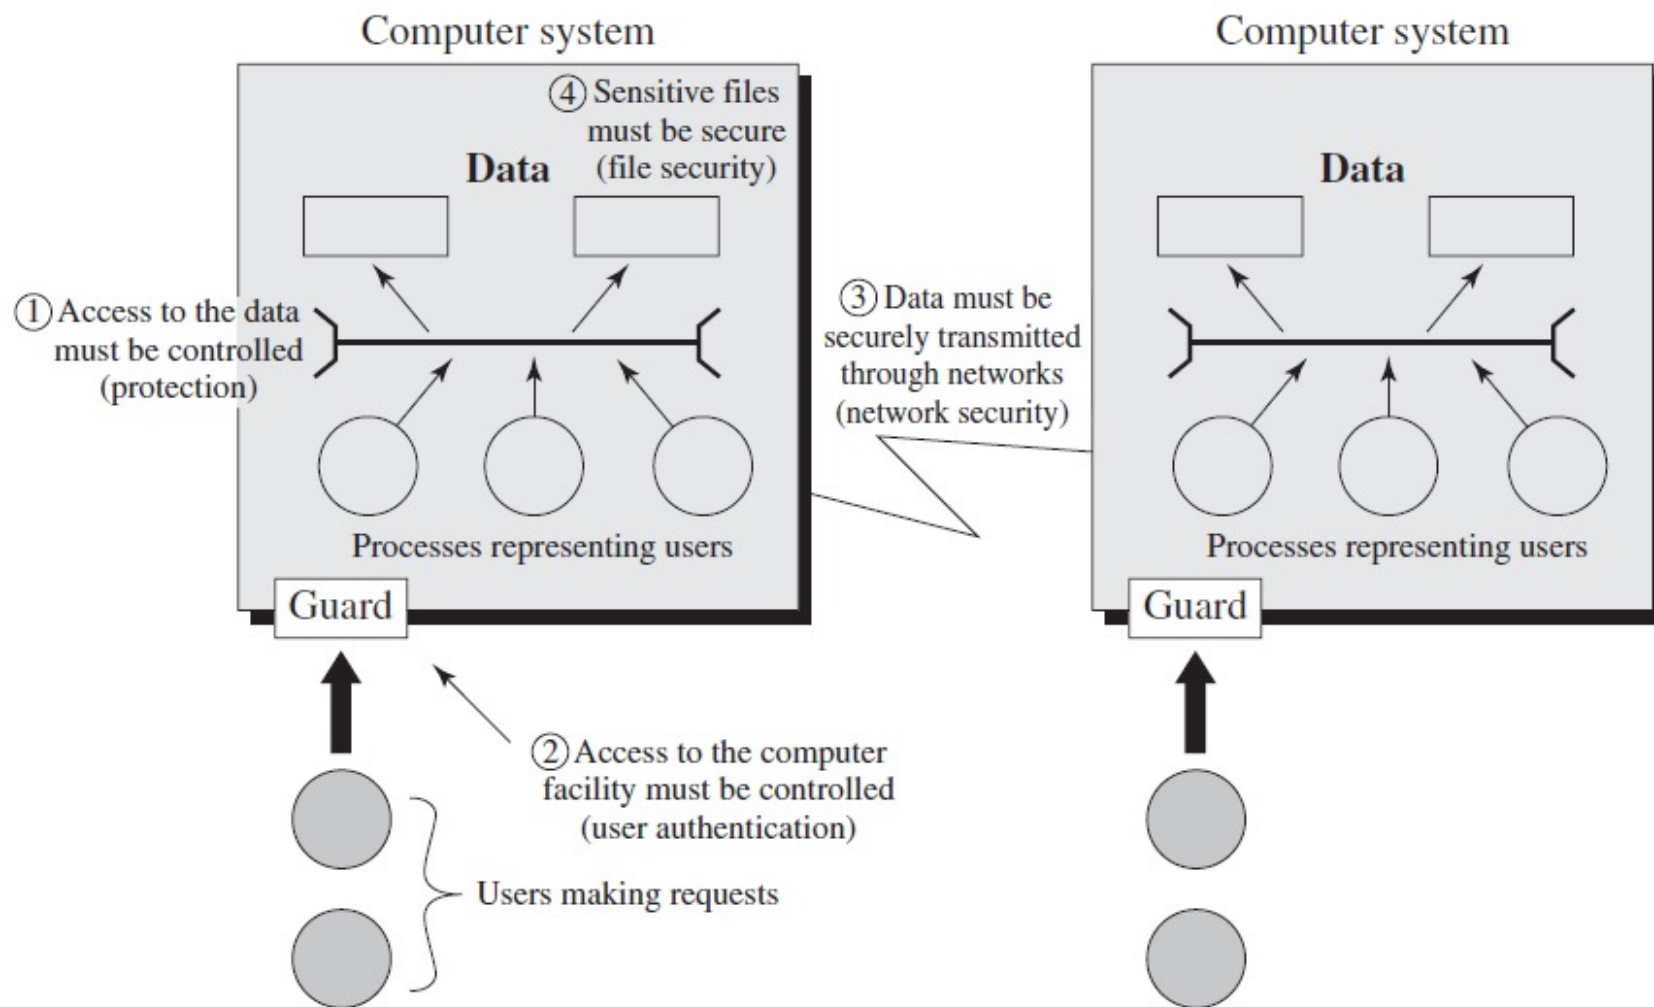 Computer system
④ Sensitive files
must be secure
(file security)
Data
① Access to the data
must be controlled
(protection)
Processes representing users
Guard
② Access to the computer
facility must be controlled
(user authentication)
Users making requests
③ Data must be
securely transmitted
through networks
(network security)
Computer system
Data
Processes representing users
Guard